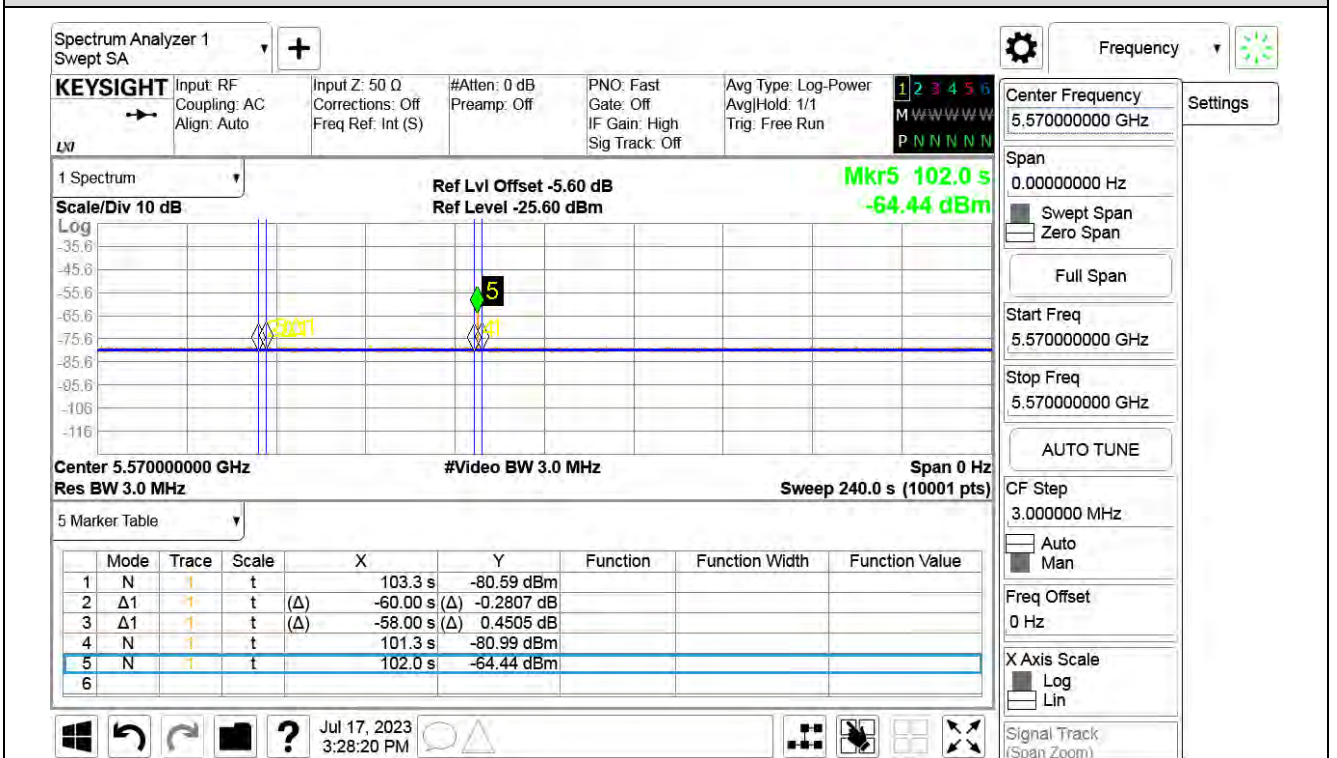 Spectrum Analyzer 1
Swept SA
+
Frequency
KEYSIGHT
Input: RF
Coupling: AC
Align: Auto
Input Z: 50 Ω
Corrections: Off
Freq Ref: Int (S)
#Atten: 0 dB
Preamp: Off
PNO: Fast
Gate: Off
IF Gain: High
Sig Track: Off
Avg Type: Log-Power
Avg|Hold: 1/1
Trig: Free Run
1 2 3 4 5 6
M W W W W W
P N N N N N
LXI
Center Frequency
5.570000000 GHz
Settings
1 Spectrum
Ref Lvl Offset -5.60 dB
Mkr5 102.0 s
Scale/Div 10 dB
Ref Level -25.60 dBm
-64.44 dBm
Span
0.00000000 Hz
Swept Span
Zero Span
Log
-35.6
-45.6
-55.6
-65.6
-75.6
-85.6
-95.6
-106
-116
5
Full Span
Start Freq
5.570000000 GHz
Stop Freq
5.570000000 GHz
AUTO TUNE
Center 5.570000000 GHz
#Video BW 3.0 MHz
Span 0 Hz
Res BW 3.0 MHz
Sweep 240.0 s (10001 pts)
CF Step
3.000000 MHz
Auto
Man
5 Marker Table
Mode Trace Scale X Y Function Function Width Function Value
1 N 1 t 103.3 s -80.59 dBm
2 Δ1 1 t (Δ) -60.00 s (Δ) -0.2807 dB
3 Δ1 1 t (Δ) -58.00 s (Δ) 0.4505 dB
4 N 1 t 101.3 s -80.99 dBm
5 N 1 t 102.0 s -64.44 dBm
6
Freq Offset
0 Hz
X Axis Scale
Log
Lin
Signal Track
(Span Zoom)
?
Jul 17, 2023
3:28:20 PM